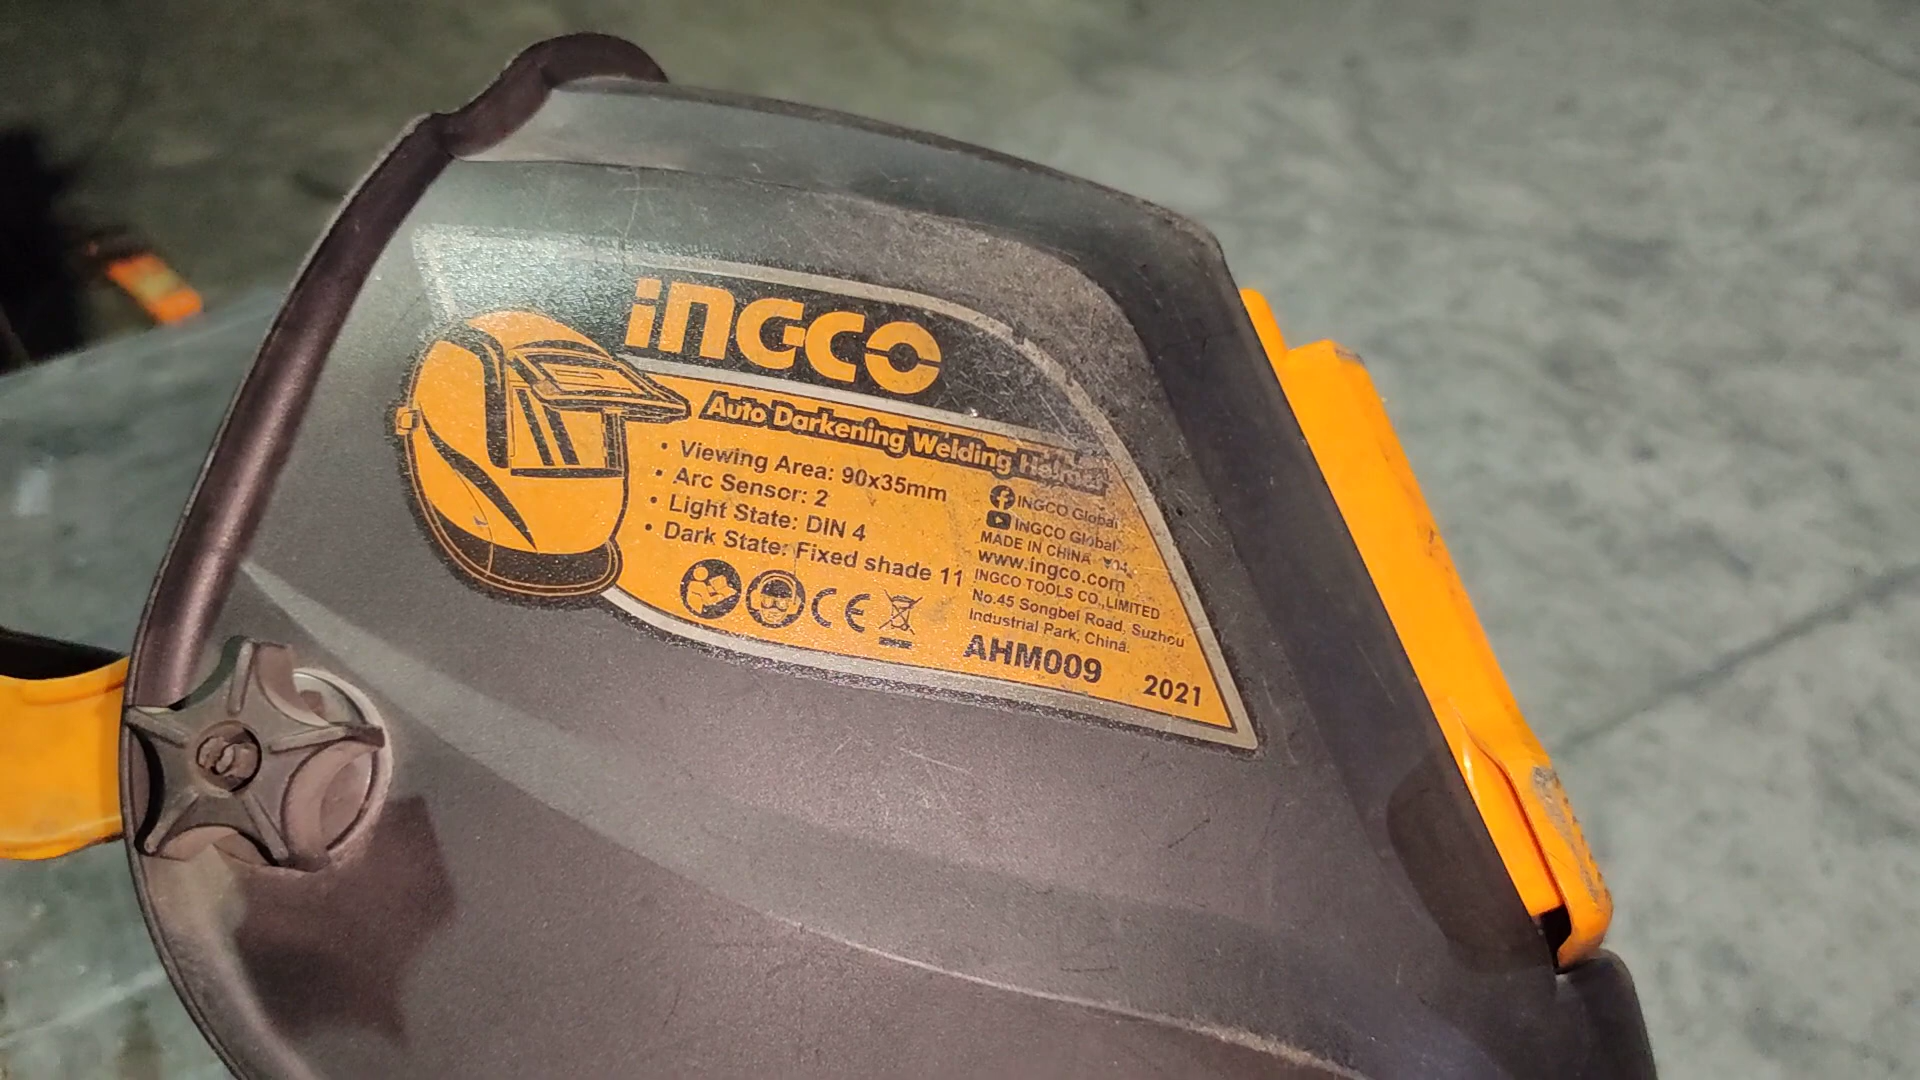 INGCO
Auto Darkening Welding Helmet
• Viewing Area: 90x35mm
• Arc Sensor: 2
• Light State: DIN 4
• Dark State: Fixed shade 11
INGCO Global
INGCO Global
MADE IN CHINA
www.ingco.com
INGCO TOOLS CO.,LIMITED
No.45 Songbei Road, Suzhou
Industrial Park, China.
CE
AHM009
2021